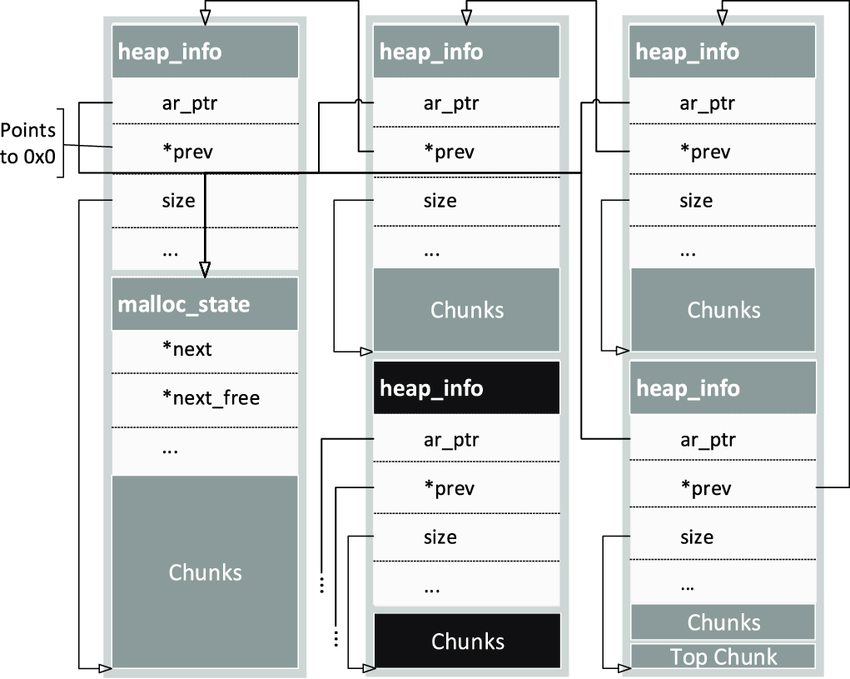 Points
to 0x0
heap_info
ar_ptr
*prev
size
...
malloc_state
*next
*next_free
...
Chunks
heap_info
ar_ptr
*prev
size
...
Chunks
heap_info
ar_ptr
*prev
size
...
Chunks
heap_info
ar_ptr
*prev
size
...
Chunks
heap_info
ar_ptr
*prev
size
...
Chunks
Top Chunk